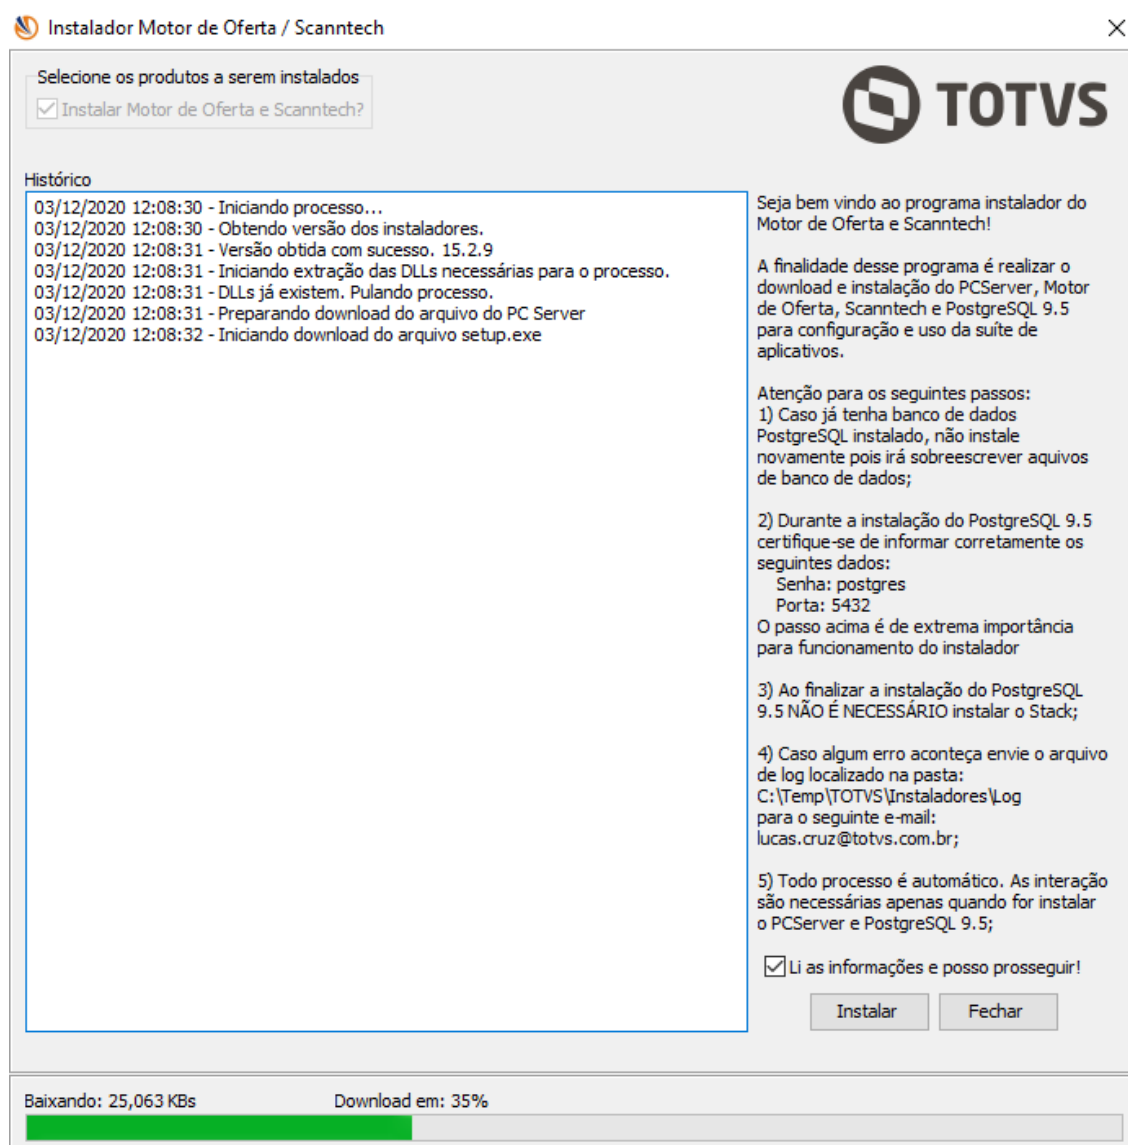 Instalador Motor de Oferta / Scanntech
Selecione os produtos a serem instalados
Instalar Motor de Oferta e Scanntech?
TOTVS
Histórico
03/12/2020 12:08:30 - Iniciando processo...
03/12/2020 12:08:30 - Obtendo versão dos instaladores.
03/12/2020 12:08:31 - Versão obtida com sucesso. 15.2.9
03/12/2020 12:08:31 - Iniciando extração das DLLs necessárias para o processo.
03/12/2020 12:08:31 - DLLs já existem. Pulando processo.
03/12/2020 12:08:31 - Preparando download do arquivo do PC Server
03/12/2020 12:08:32 - Iniciando download do arquivo setup.exe
Seja bem vindo ao programa instalador do
Motor de Oferta e Scanntech!
A finalidade desse programa é realizar o
download e instalação do PCServer, Motor
de Oferta, Scanntech e PostgreSQL 9.5
para configuração e uso da suíte de
aplicativos.
Atenção para os seguintes passos:
1) Caso já tenha banco de dados
PostgreSQL instalado, não instale
novamente pois irá sobreescrever aquivos
de banco de dados;
2) Durante a instalação do PostgreSQL 9.5
certifique-se de informar corretamente os
seguintes dados:
Senha: postgres
Porta: 5432
O passo acima é de extrema importância
para funcionamento do instalador
3) Ao finalizar a instalação do PostgreSQL
9.5 NÃO É NECESSÁRIO instalar o Stack;
4) Caso algum erro aconteça envie o arquivo
de log localizado na pasta:
C:\Temp\TOTVS\Instaladores\Log
para o seguinte e-mail:
lucas.cruz@totvs.com.br;
5) Todo processo é automático. As interação
são necessárias apenas quando for instalar
o PCServer e PostgreSQL 9.5;
Li as informações e posso prosseguir!
Instalar
Fechar
Baixando: 25,063 KBs
Download em: 35%